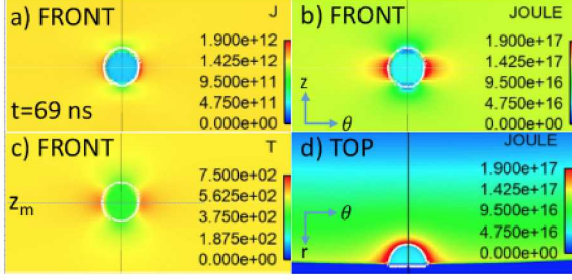 a) FRONT
J
1.900e+12
1.425e+12
9.500e+11
4.750e+11
0.000e+00
t=69 ns
b) FRONT
JOULE
1.900e+17
1.425e+17
9.500e+16
4.750e+16
0.000e+00
z
θ
c) FRONT
T
7.500e+02
5.625e+02
3.750e+02
1.875e+02
0.000e+00
zm
d) TOP
JOULE
1.900e+17
1.425e+17
9.500e+16
4.750e+16
0.000e+00
θ
r